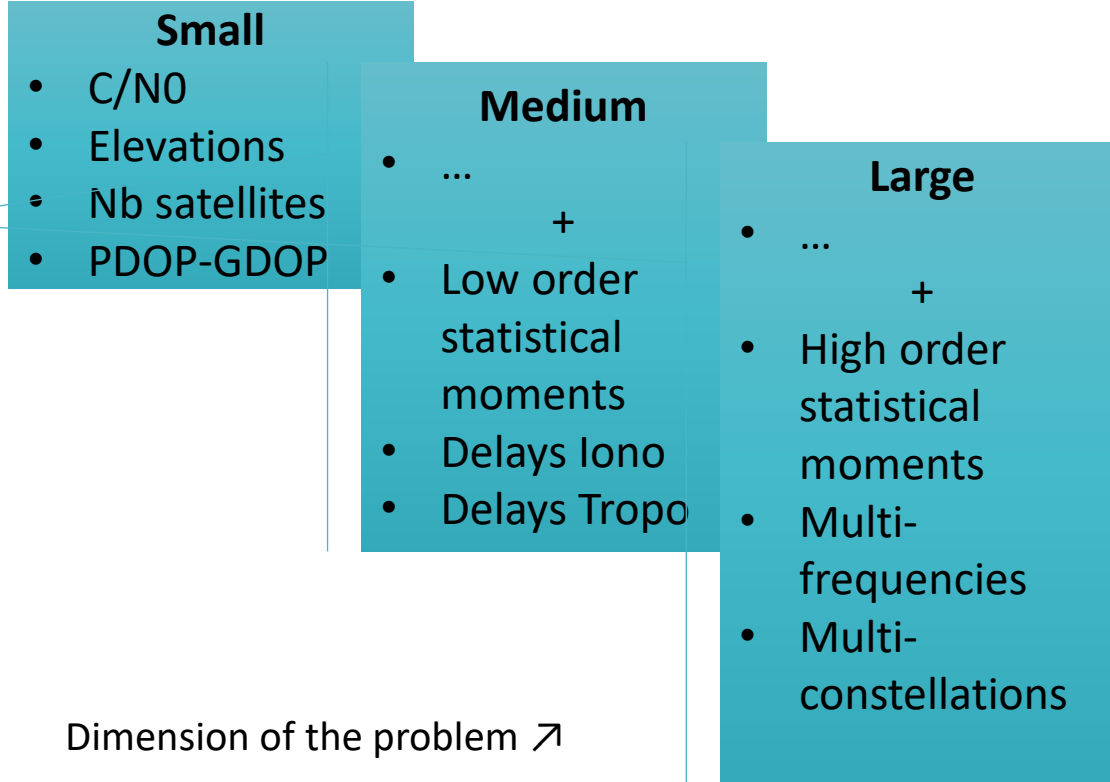 Small
• C/N0
• Elevations
• Nb satellites
• PDOP-GDOP
Medium
• ...
+
• Low order
statistical
moments
• Delays Iono
• Delays Tropo
Large
• ...
+
• High order
statistical
moments
• Multi-
frequencies
• Multi-
constellations
Dimension of the problem ↗